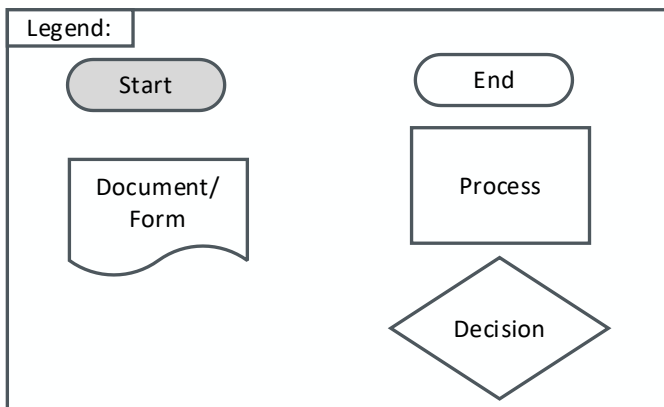 Legend:
Start
End
Document/
Form
Process
Decision